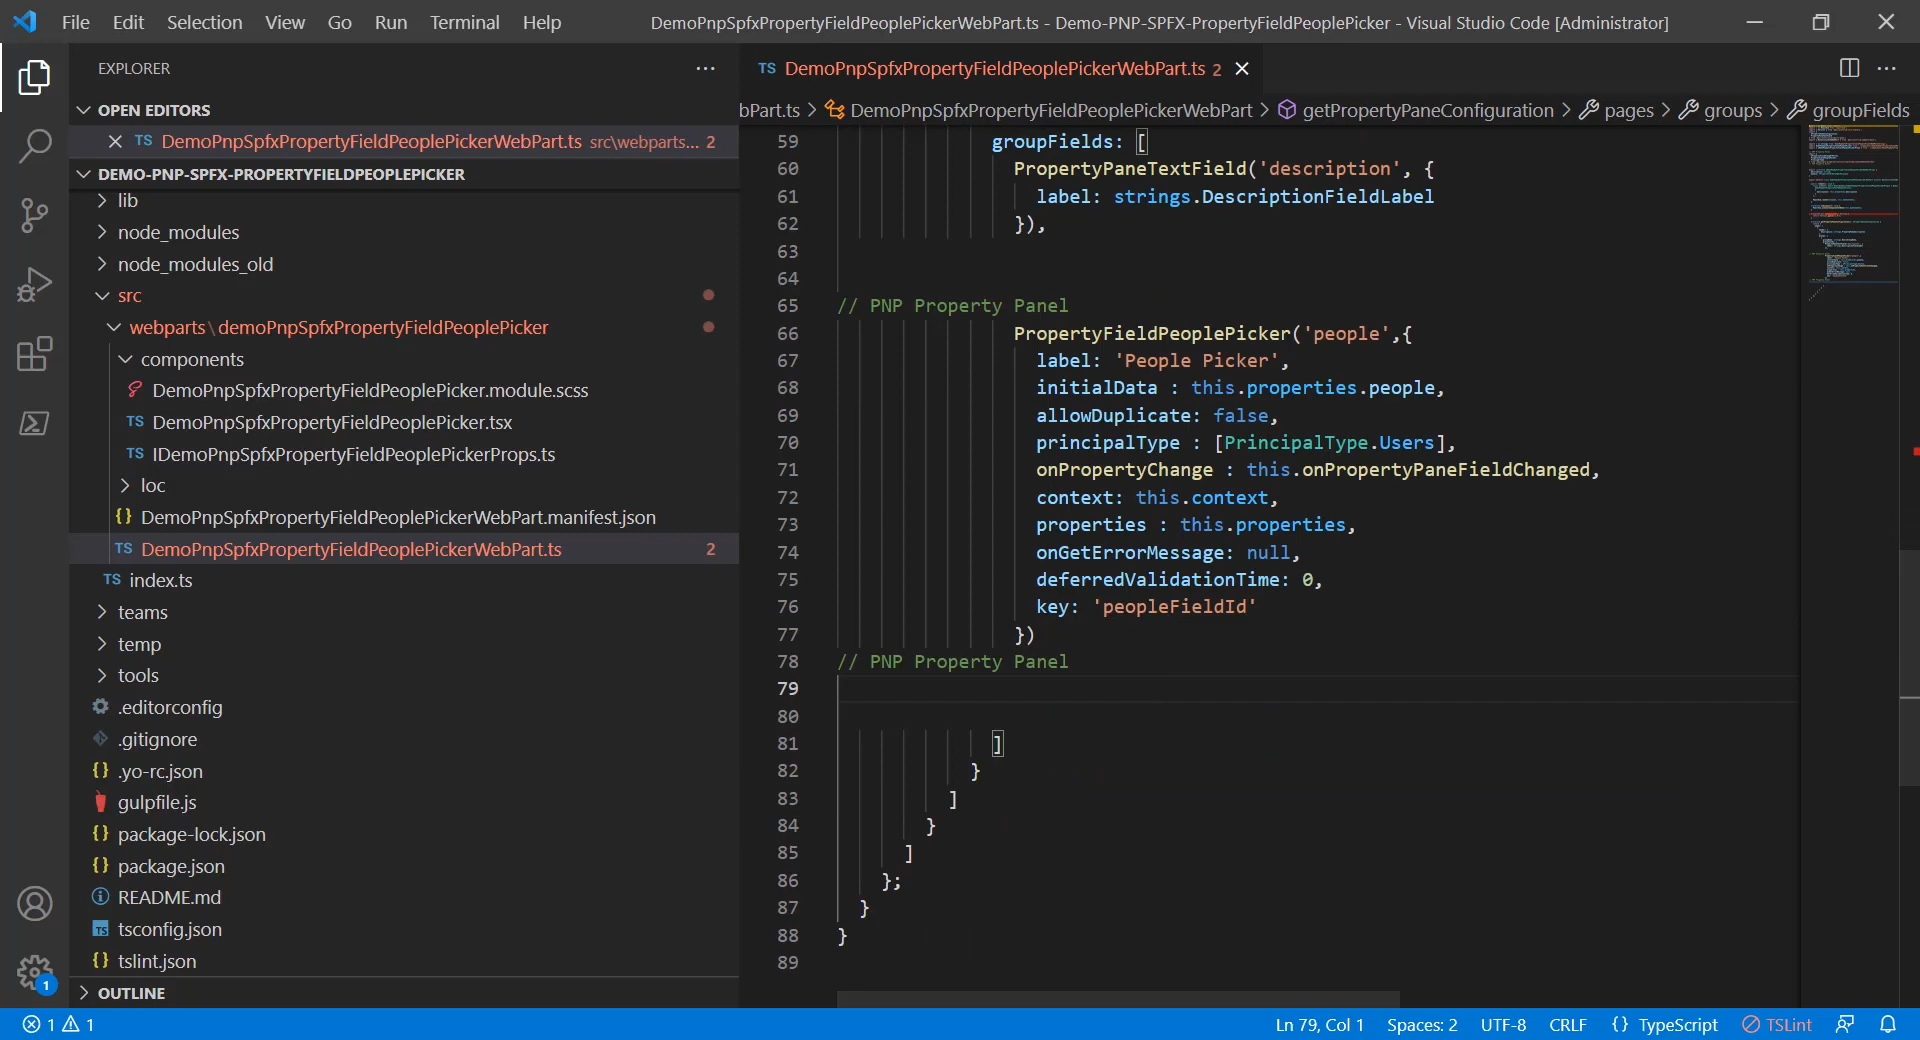 File Edit Selection View Go Run Terminal Help DemoPnpSpfxPropertyFieldPeoplePickerWebPart.ts - Demo-PNP-SPFX-PropertyFieldPeoplePicker - Visual Studio Code [Administrator]
EXPLORER
OPEN EDITORS
TS DemoPnpSpfxPropertyFieldPeoplePickerWebPart.ts src\webparts... 2
DEMO-PNP-SPFX-PROPERTYFIELDPEOPLEPICKER
lib
node_modules
node_modules_old
src
webparts\demoPnpSpfxPropertyFieldPeoplePicker
components
DemoPnpSpfxPropertyFieldPeoplePicker.module.scss
TS DemoPnpSpfxPropertyFieldPeoplePicker.tsx
TS IDemoPnpSpfxPropertyFieldPeoplePickerProps.ts
loc
{} DemoPnpSpfxPropertyFieldPeoplePickerWebPart.manifest.json
TS DemoPnpSpfxPropertyFieldPeoplePickerWebPart.ts 2
TS index.ts
teams
temp
tools
.editorconfig
.gitignore
{} .yo-rc.json
gulpfile.js
{} package-lock.json
{} package.json
README.md
TS tsconfig.json
{} tslint.json
OUTLINE
1
TS DemoPnpSpfxPropertyFieldPeoplePickerWebPart.ts 2
bPart.ts > DemoPnpSpfxPropertyFieldPeoplePickerWebPart > getPropertyPaneConfiguration > pages > groups > groupFields
59 groupFields: [
60 PropertyPaneTextField('description', {
61 label: strings.DescriptionFieldLabel
62 }),
63
64
65 // PNP Property Panel
66 PropertyFieldPeoplePicker('people',{
67 label: 'People Picker',
68 initialData : this.properties.people,
69 allowDuplicate: false,
70 principalType : [PrincipalType.Users],
71 onPropertyChange : this.onPropertyPaneFieldChanged,
72 context: this.context,
73 properties : this.properties,
74 onGetErrorMessage: null,
75 deferredValidationTime: 0,
76 key: 'peopleFieldId'
77 })
78 // PNP Property Panel
79
80
81 ]
82 }
83 ]
84 }
85 ]
86 };
87 }
88 }
89
1 1 Ln 79, Col 1 Spaces: 2 UTF-8 CRLF {} TypeScript TSLint